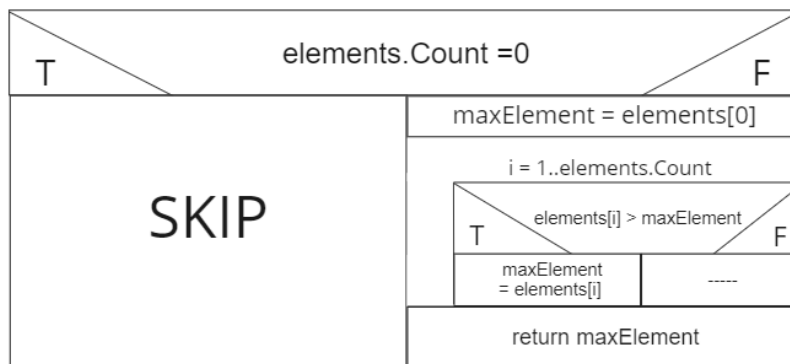 elements.Count =0
T
F
SKIP
maxElement = elements[0]
i = 1..elements.Count
elements[i] > maxElement
T
F
maxElement
= elements[i]
-----
return maxElement